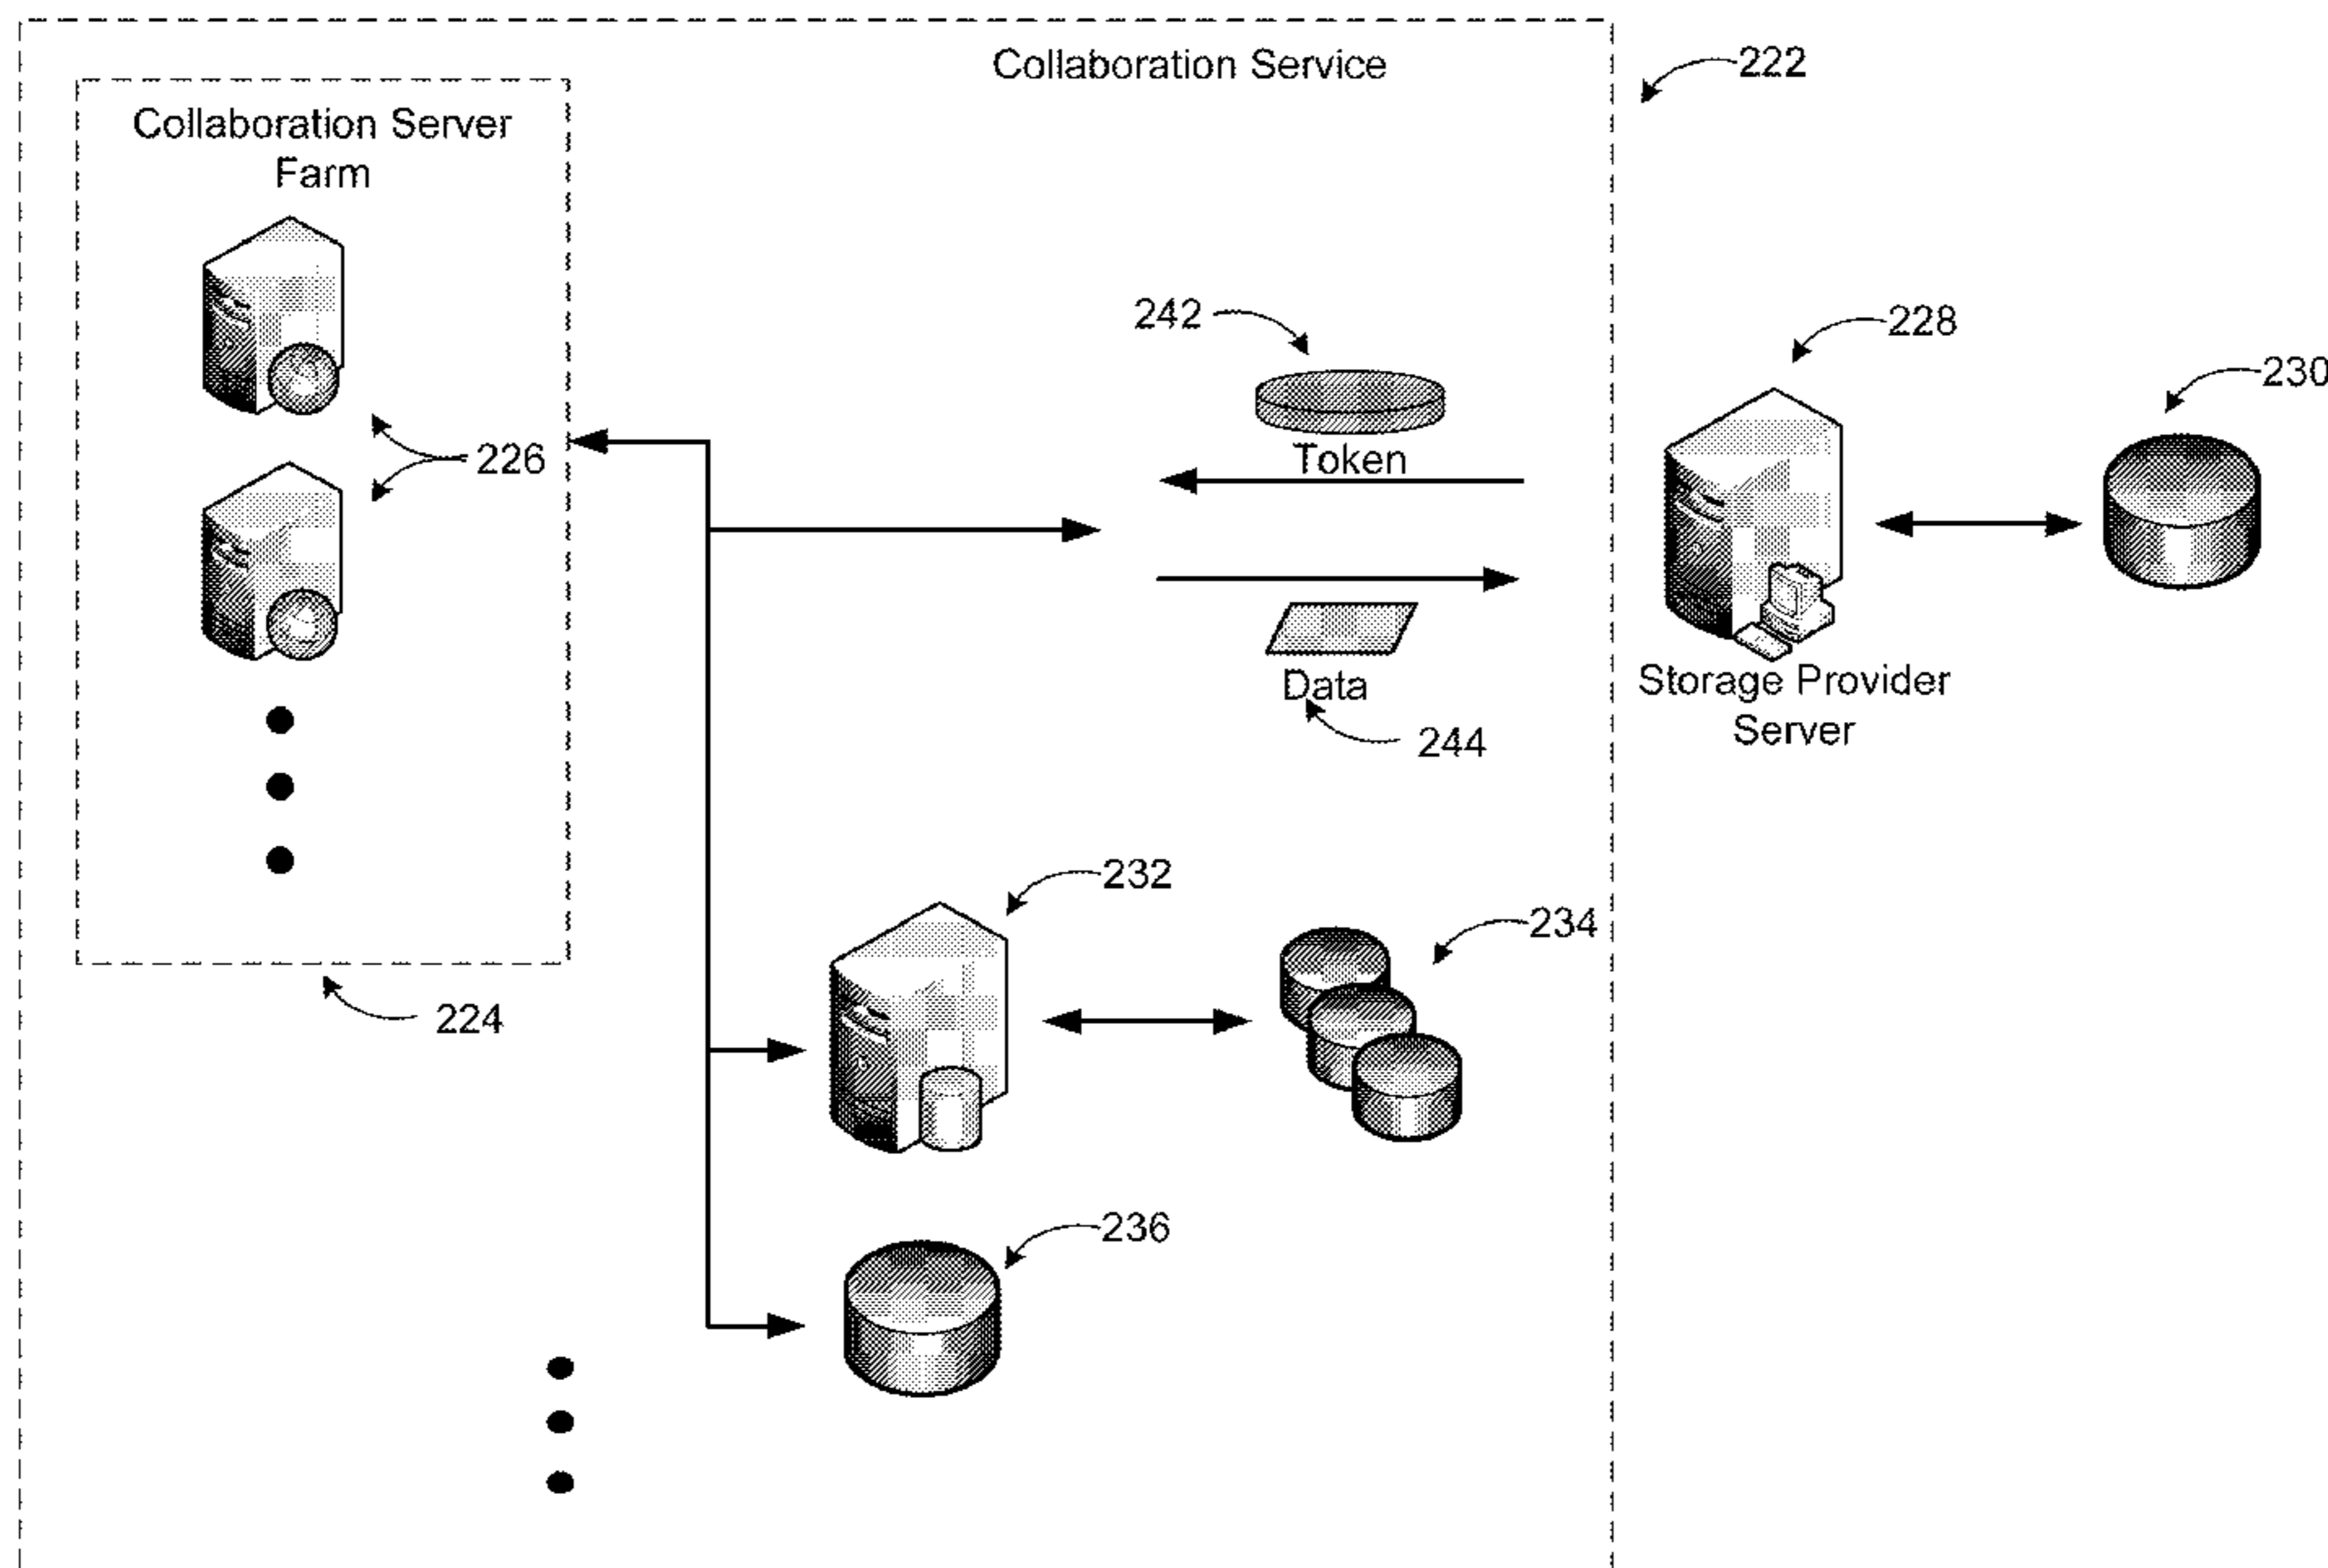 Collaboration Service
222
Collaboration Server
Farm
242
228
230
226
Token
Data
Storage Provider
Server
244
232
234
224
236